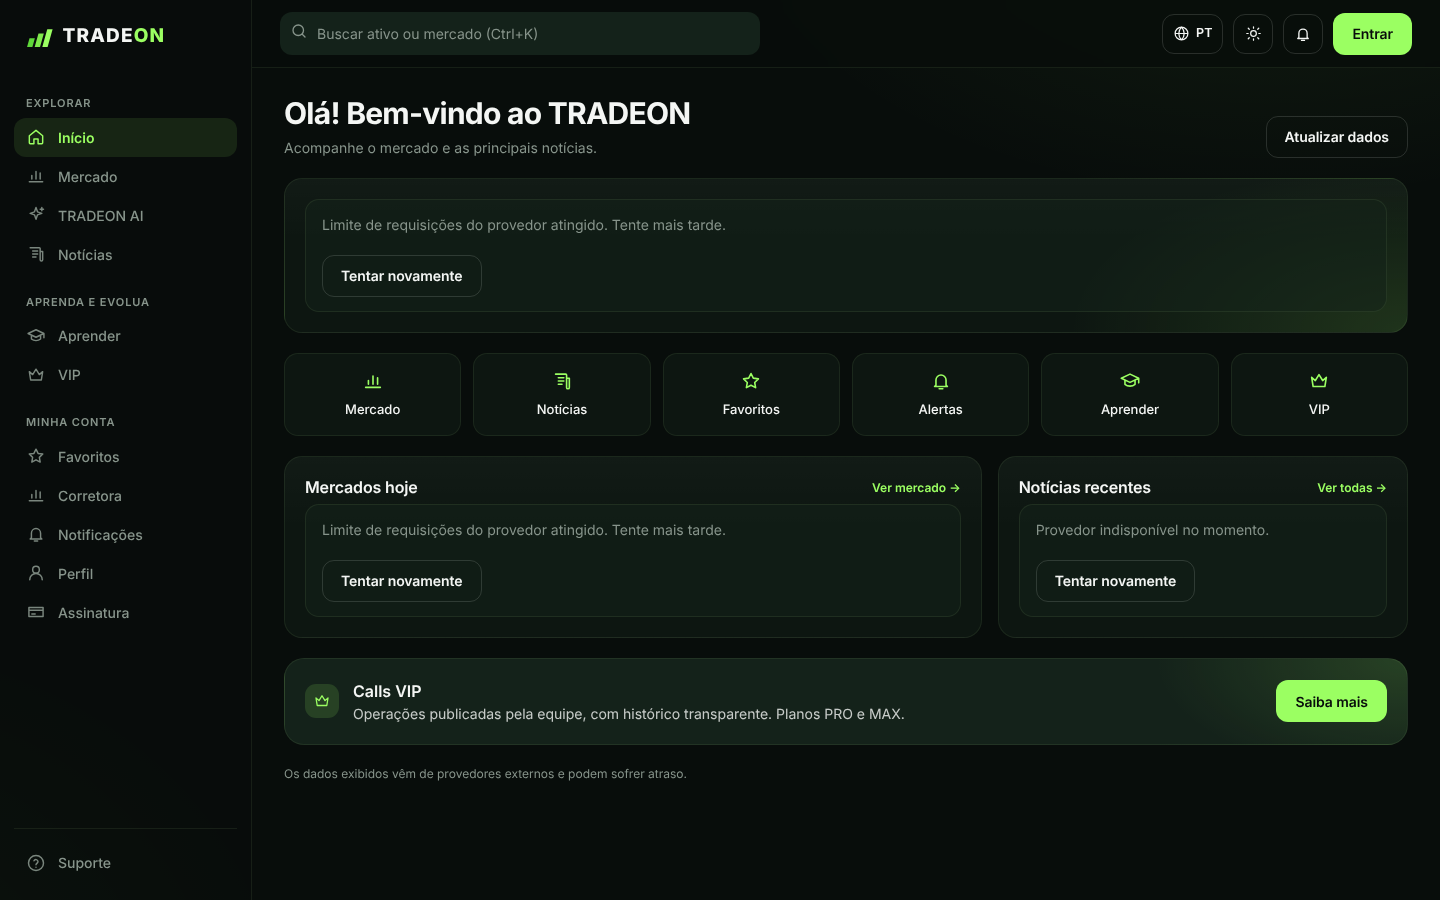 TRADEON
Buscar ativo ou mercado (Ctrl+K)
PT
Entrar
EXPLORAR
Início
Mercado
TRADEON AI
Notícias
APRENDA E EVOLUA
Aprender
VIP
MINHA CONTA
Favoritos
Corretora
Notificações
Perfil
Assinatura
Suporte
Olá! Bem-vindo ao TRADEON
Acompanhe o mercado e as principais notícias.
Atualizar dados
Limite de requisições do provedor atingido. Tente mais tarde.
Tentar novamente
Mercado
Notícias
Favoritos
Alertas
Aprender
VIP
Mercados hoje
Ver mercado →
Limite de requisições do provedor atingido. Tente mais tarde.
Tentar novamente
Notícias recentes
Ver todas →
Provedor indisponível no momento.
Tentar novamente
Calls VIP
Operações publicadas pela equipe, com histórico transparente. Planos PRO e MAX.
Saiba mais
Os dados exibidos vêm de provedores externos e podem sofrer atraso.